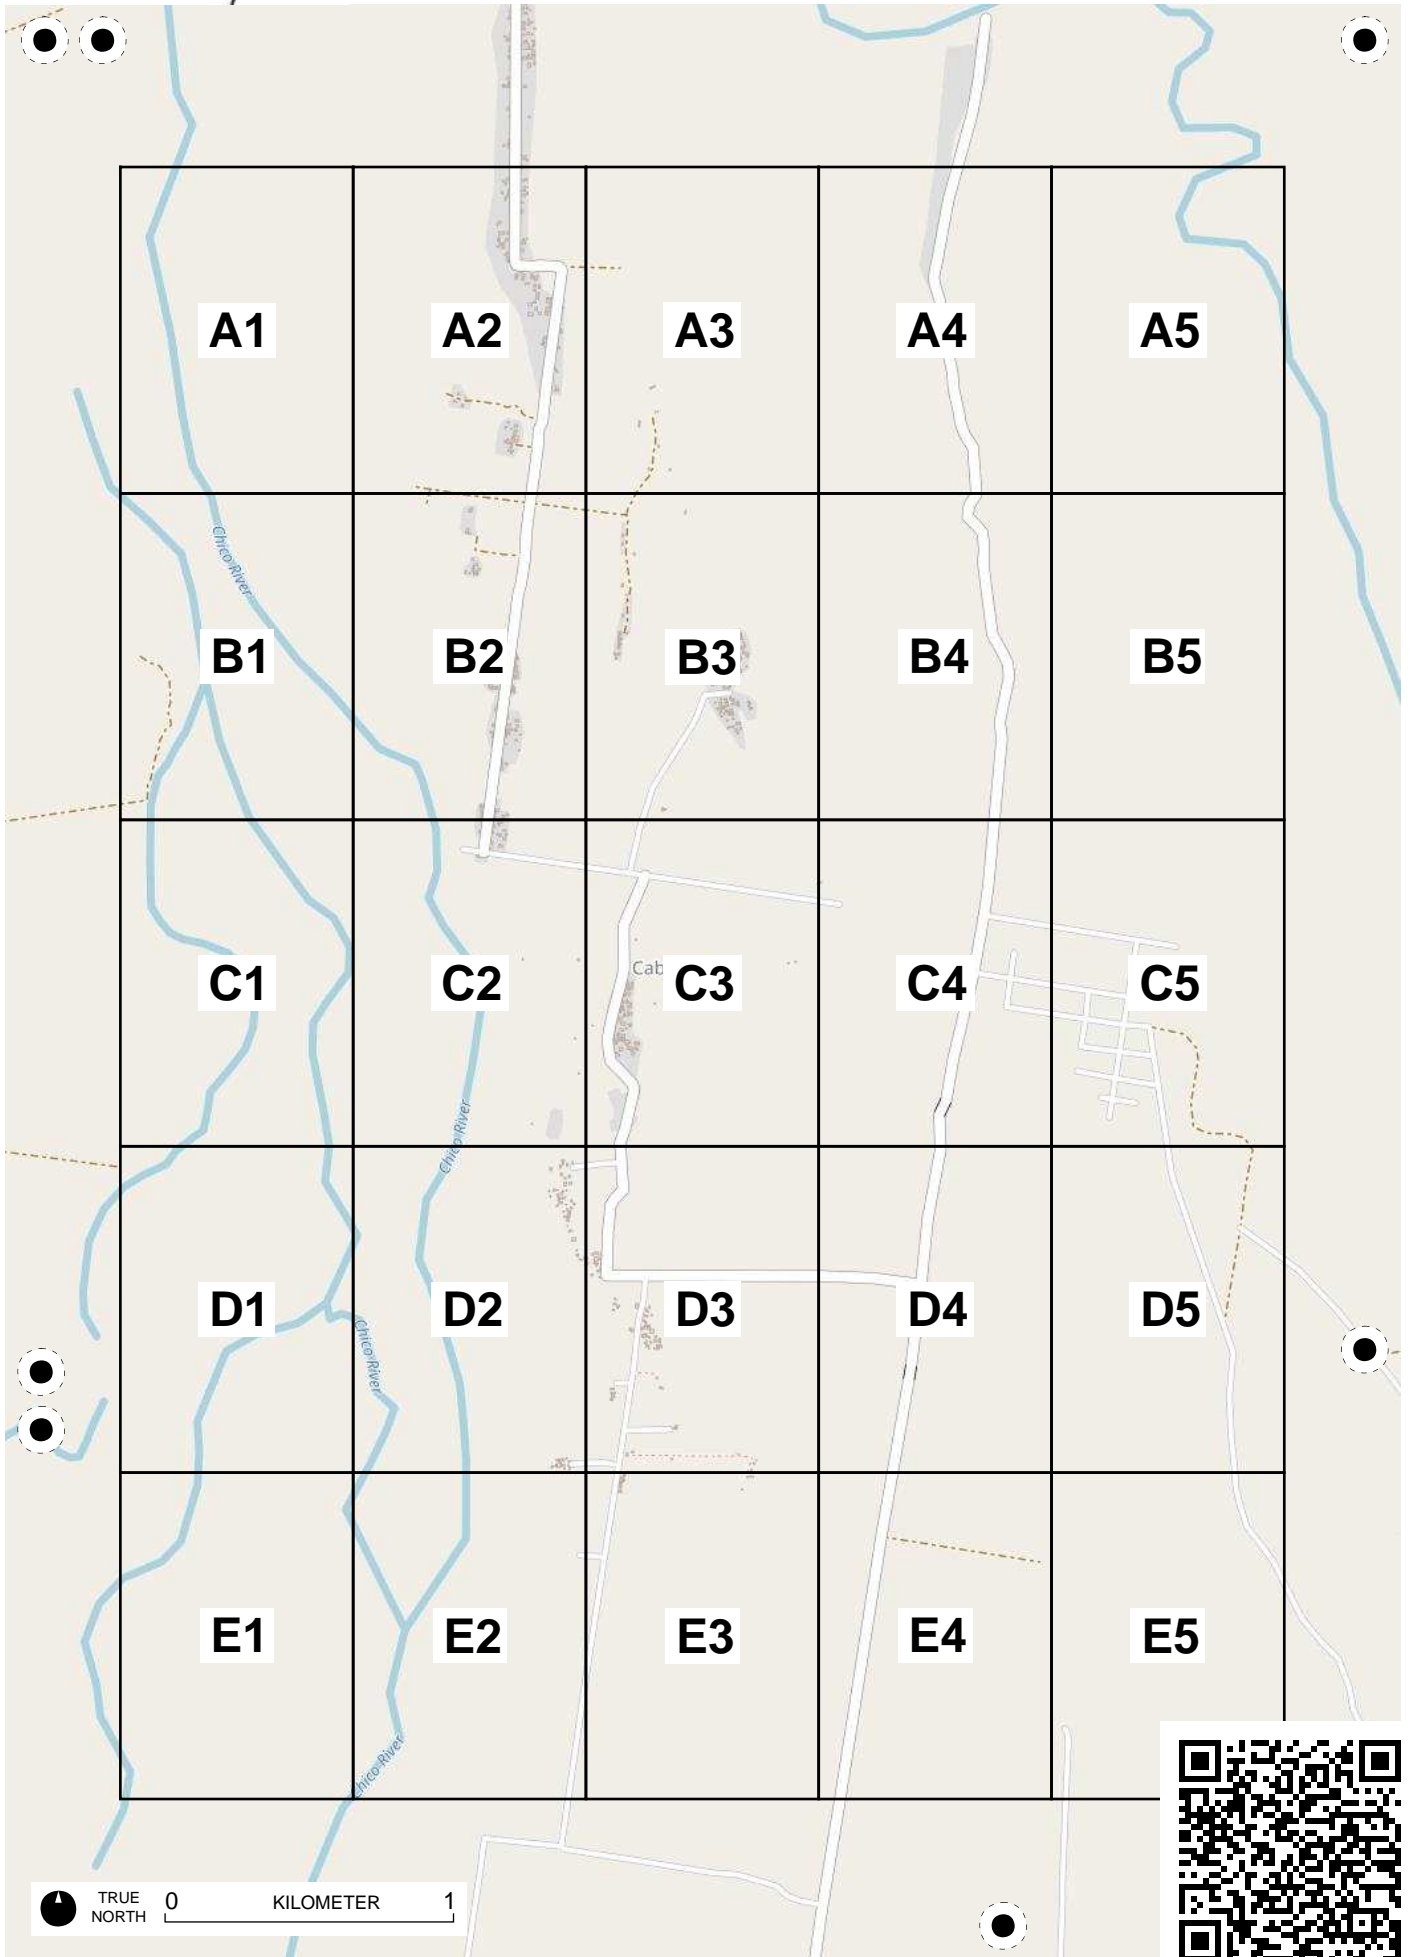 A1 A2 A3 A4 A5
Chico River
B1 B2 B3 B4 B5
Cab
C1 C2 C3 C4 C5
Chico River
D1 D2 D3 D4 D5
Chico River
E1 E2 E3 E4 E5
Chico River
TRUE NORTH
0 KILOMETER 1